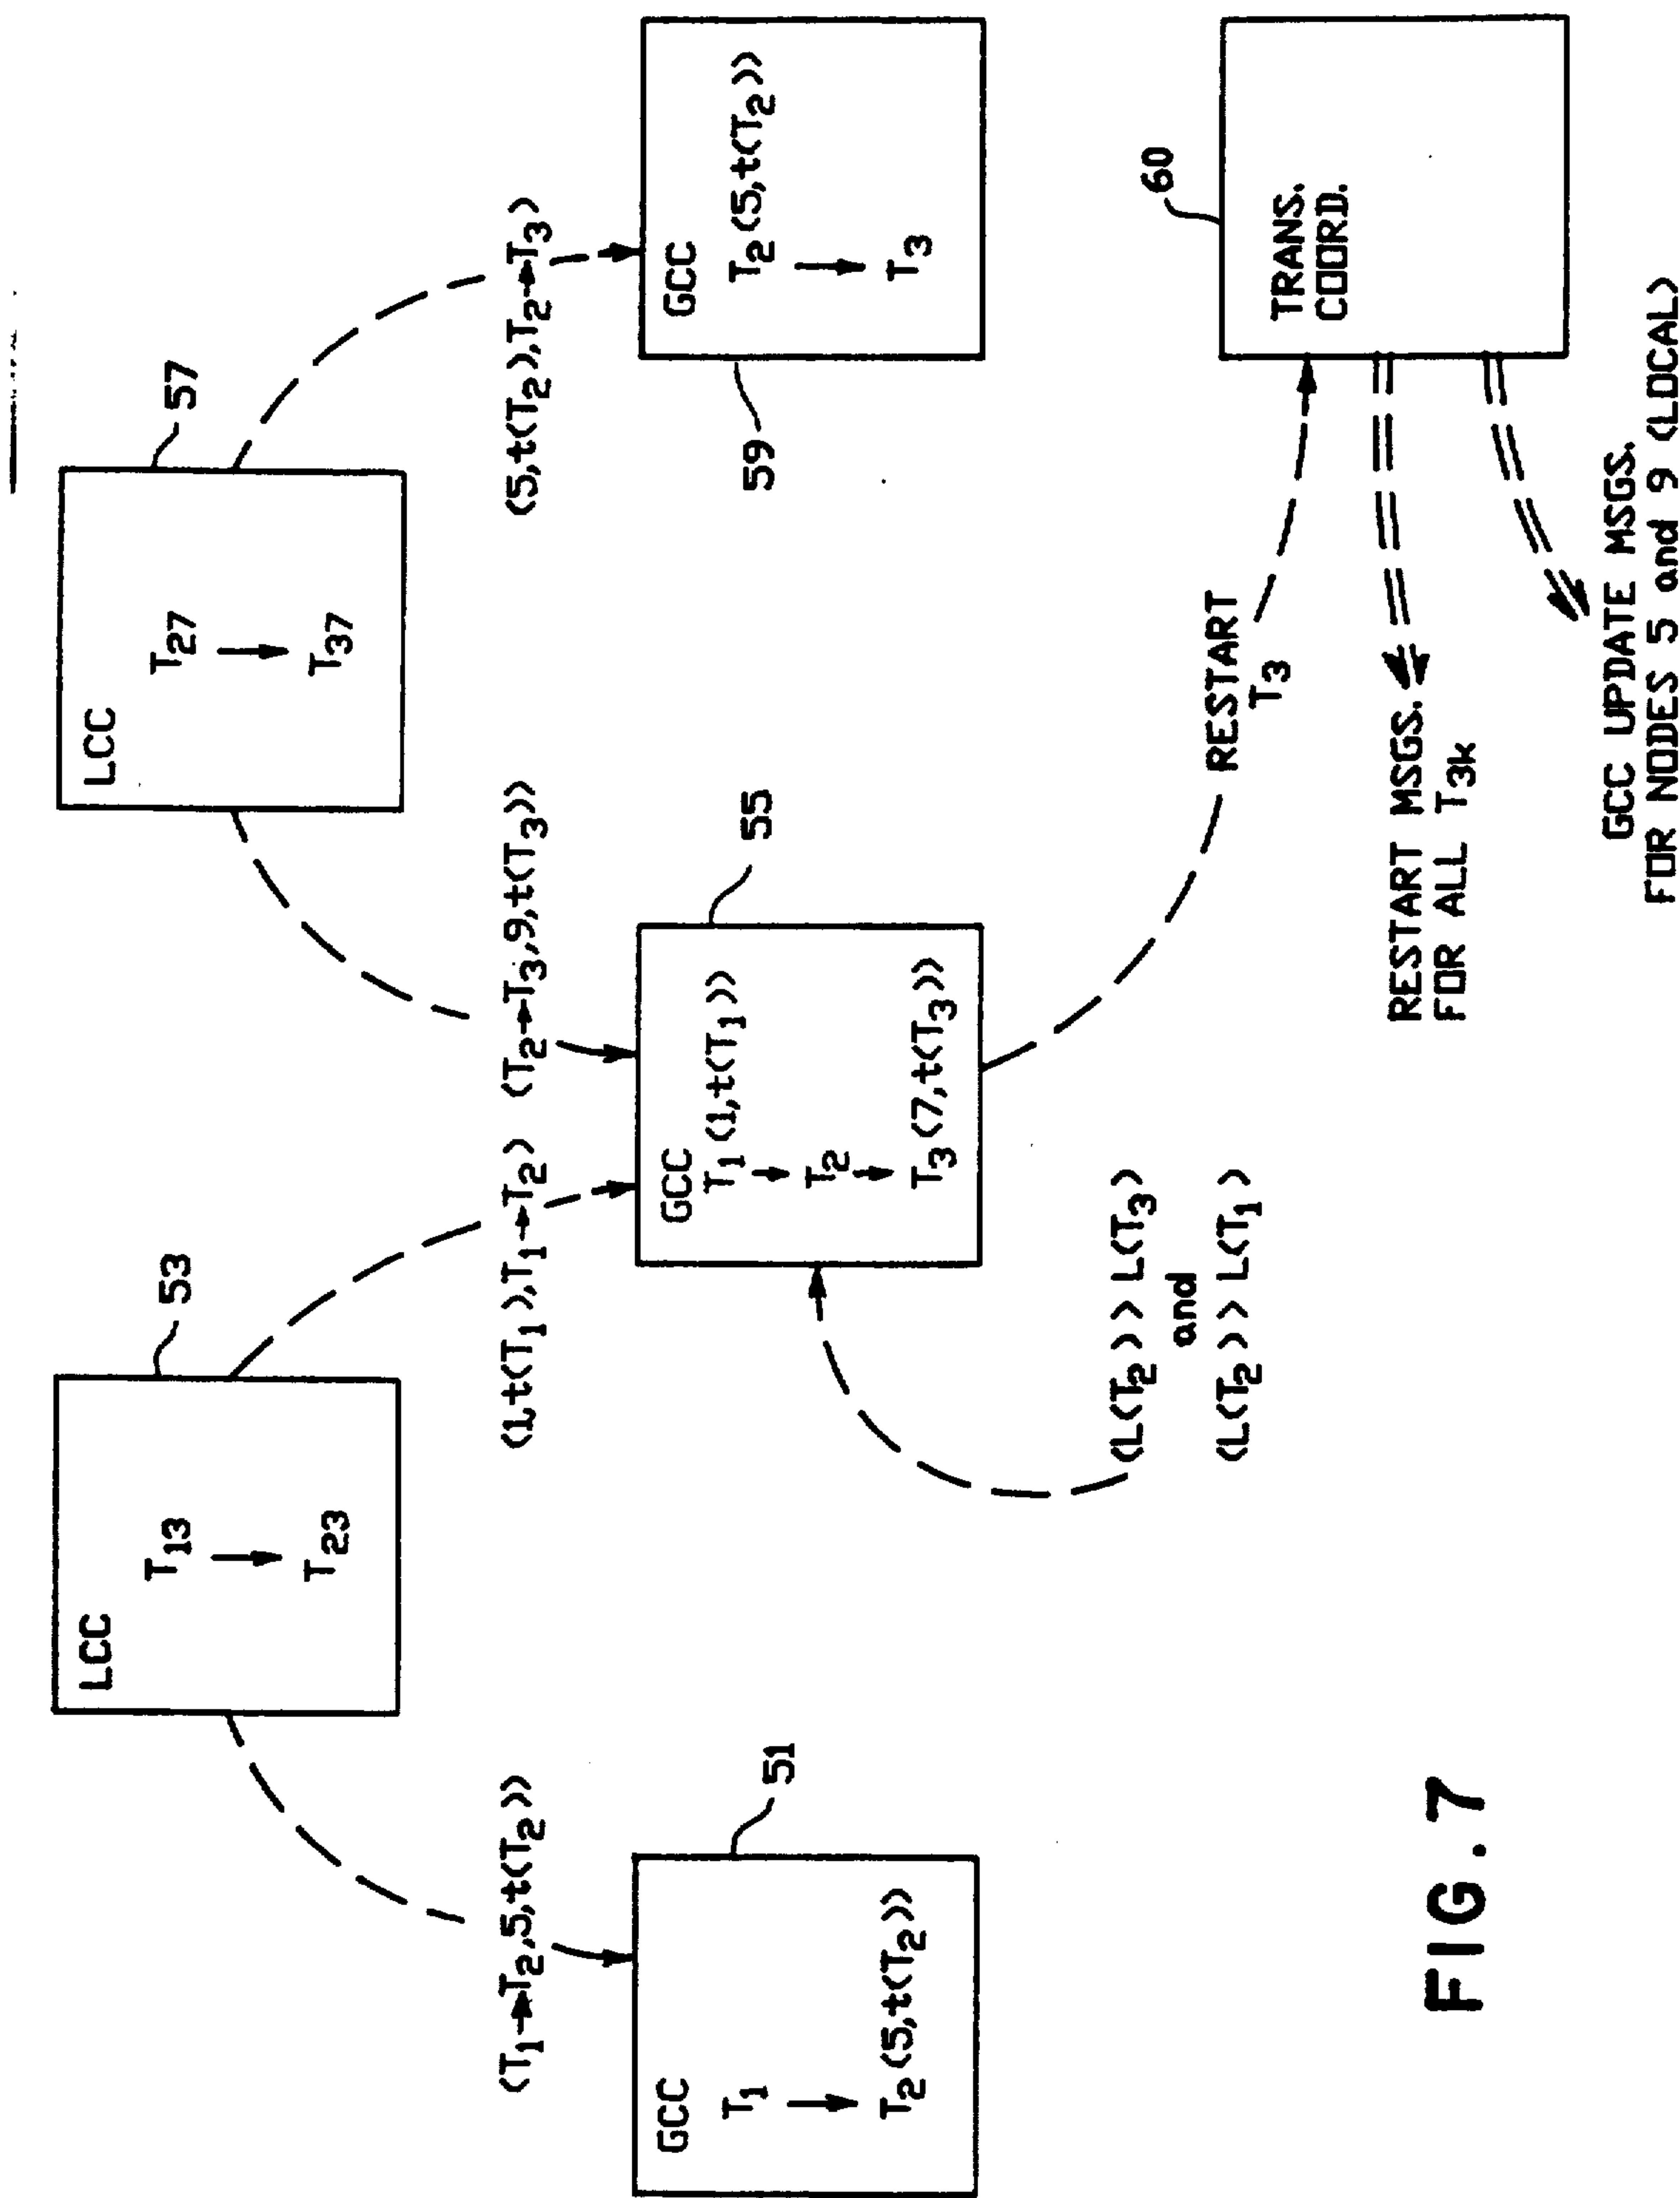 LCC
T13
T23
53
LCC
T27
T37
57
(T1→T2,5,t(T2))
(1,t(T1),T1→T2)
(T2→T3,9,t(T3))
(5,t(T2),T2→T3)
GCC
T1
T2(5,t(T2))
51
GCC
T1(1,t(T1))
T2
T3(7,t(T3))
55
GCC
T2(5,t(T2))
T3
59
(L(T2)>>L(T3)
and
(L(T2)>>L(T1)
RESTART
T3
TRANS.
COORD.
60
RESTART MSGS.
FOR ALL T3k
GCC UPDATE MSGS.
FOR NODES 5 and 9 (LOCAL)
FIG. 7